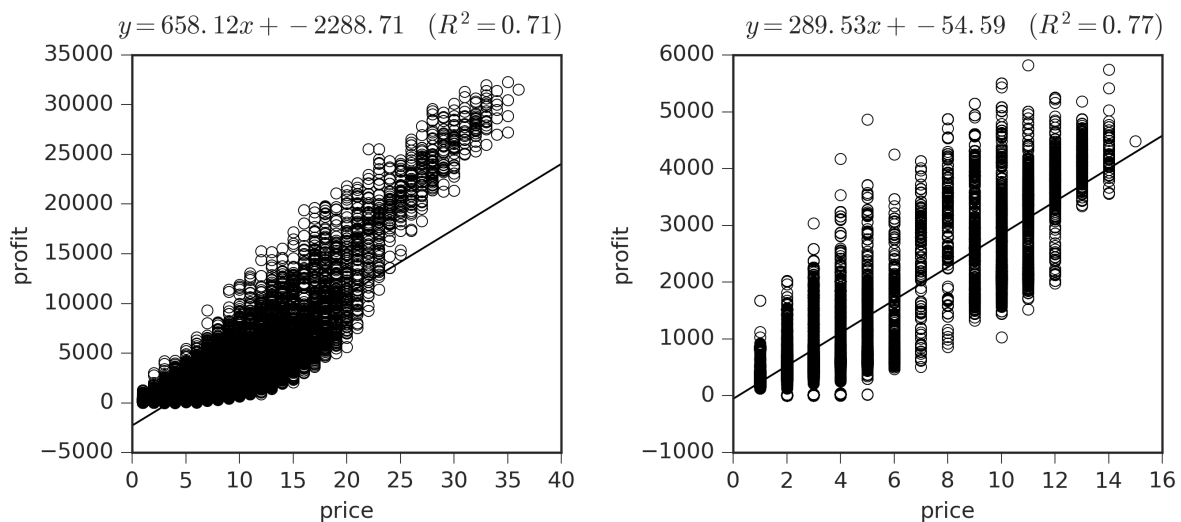 y = 658.12x + −2288.71 (R² = 0.71)
35000
30000
25000
20000
15000
10000
5000
0
−5000
profit
0 5 10 15 20 25 30 35 40
price
y = 289.53x + −54.59 (R² = 0.77)
6000
5000
4000
3000
2000
1000
0
−1000
profit
0 2 4 6 8 10 12 14 16
price